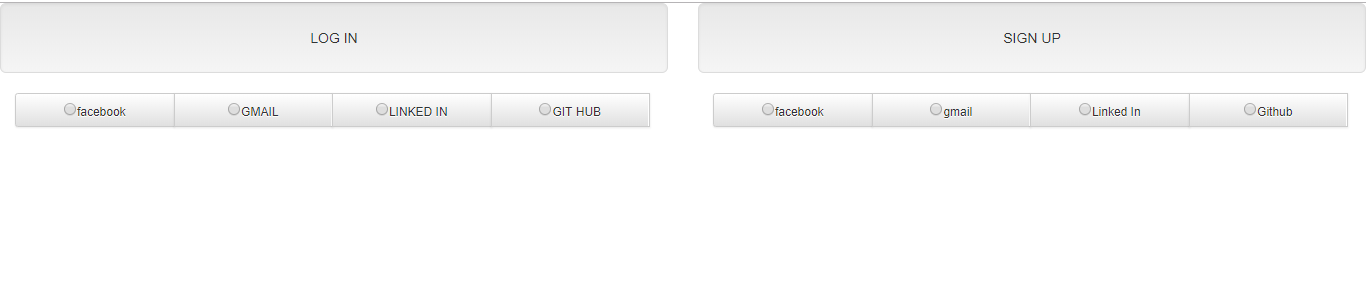 LOG IN
facebook GMAIL LINKED IN GIT HUB
SIGN UP
facebook gmail Linked In Github